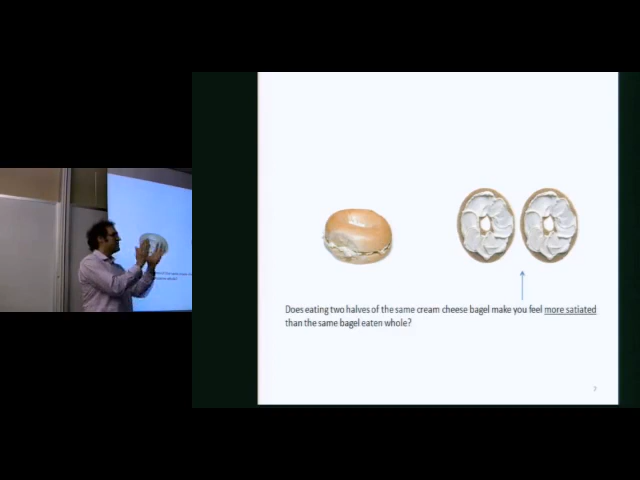 Does eating two halves of the same cream cheese bagel make you feel more satiated
than the same bagel eaten whole?
7